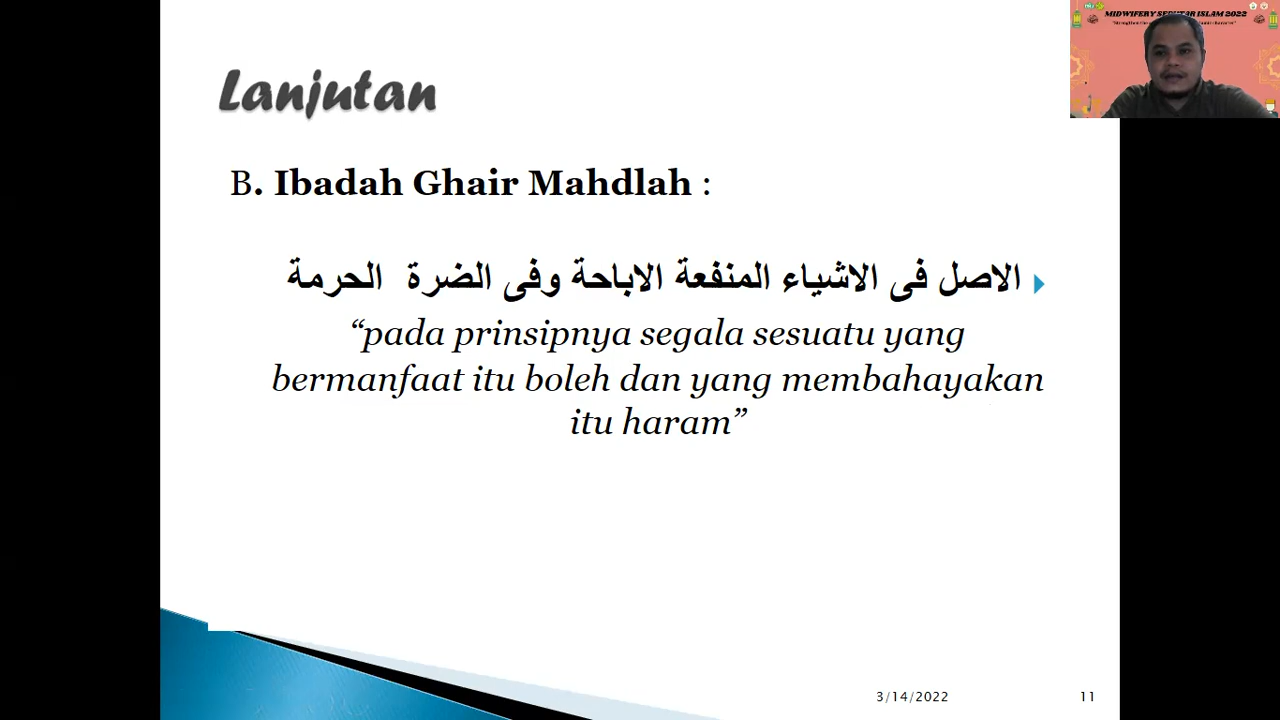 MIDWIFERY SEPUTAR ISLAM 2022
Lanjutan
B. Ibadah Ghair Mahdlah :
الاصل فى الاشياء المنفعة الاباحة وفى الضرة الحرمة
“pada prinsipnya segala sesuatu yang
bermanfaat itu boleh dan yang membahayakan
itu haram”
3/14/2022
11